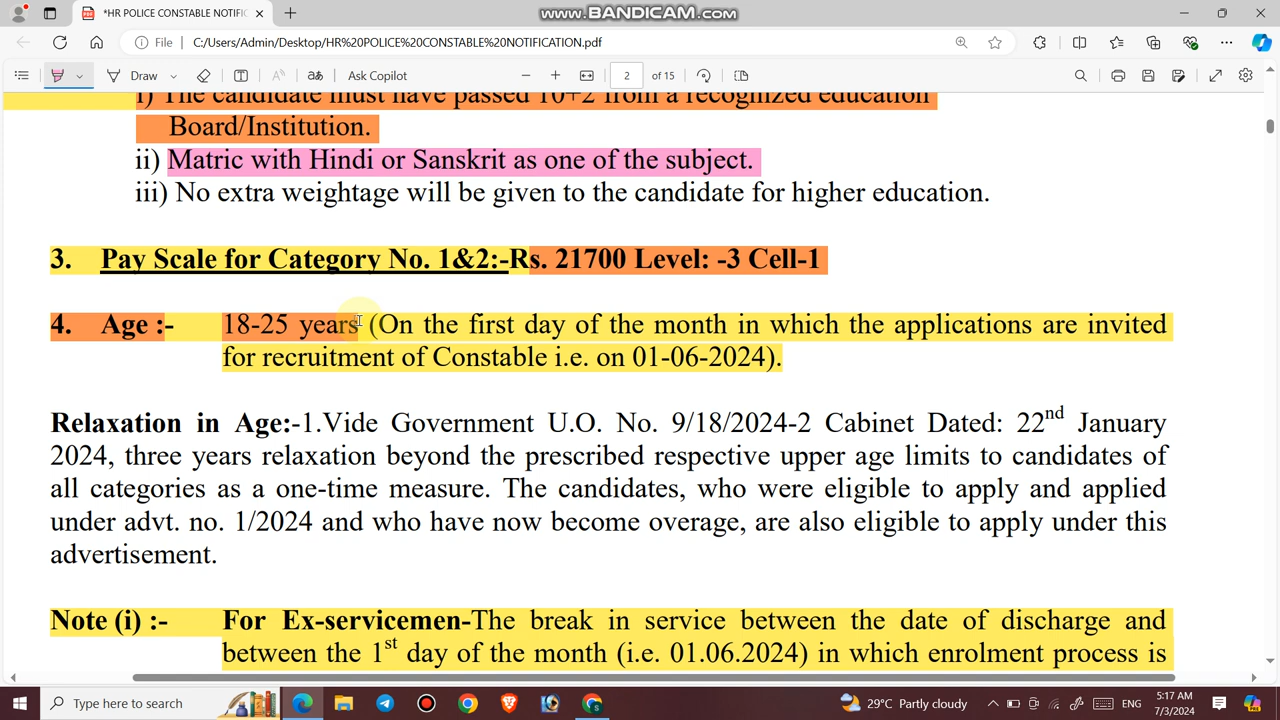 *HR POLICE CONSTABLE NOTIFIC
www.BANDICAM.com
File C:/Users/Admin/Desktop/HR%20POLICE%20CONSTABLE%20NOTIFICATION.pdf
Draw
Ask Copilot
2 of 15
i) The candidate must have passed 10+2 from a recognized education
Board/Institution.
ii) Matric with Hindi or Sanskrit as one of the subject.
iii) No extra weightage will be given to the candidate for higher education.
3. Pay Scale for Category No. 1&2:-Rs. 21700 Level: -3 Cell-1
4. Age :- 18-25 years (On the first day of the month in which the applications are invited
for recruitment of Constable i.e. on 01-06-2024).
Relaxation in Age:-1.Vide Government U.O. No. 9/18/2024-2 Cabinet Dated: 22nd January
2024, three years relaxation beyond the prescribed respective upper age limits to candidates of
all categories as a one-time measure. The candidates, who were eligible to apply and applied
under advt. no. 1/2024 and who have now become overage, are also eligible to apply under this
advertisement.
Note (i) :- For Ex-servicemen-The break in service between the date of discharge and
between the 1st day of the month (i.e. 01.06.2024) in which enrolment process is
Type here to search
29°C Partly cloudy
ENG
5:17 AM
7/3/2024